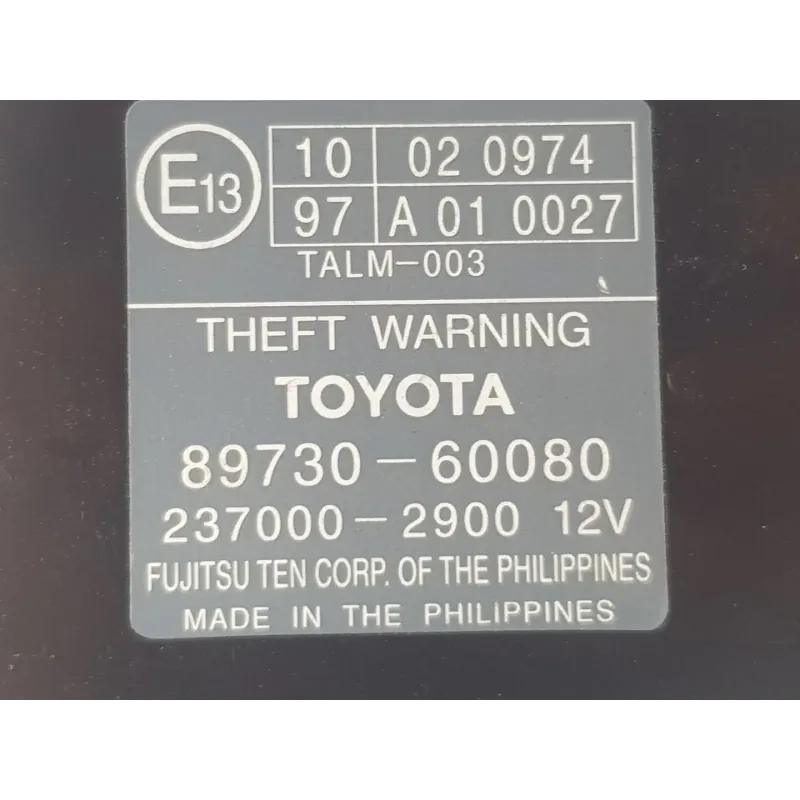 E13
10 02 0974
97 A 01 0027
TALM-003
THEFT WARNING
TOYOTA
89730-60080
237000-2900 12V
FUJITSU TEN CORP. OF THE PHILIPPINES
MADE IN THE PHILIPPINES